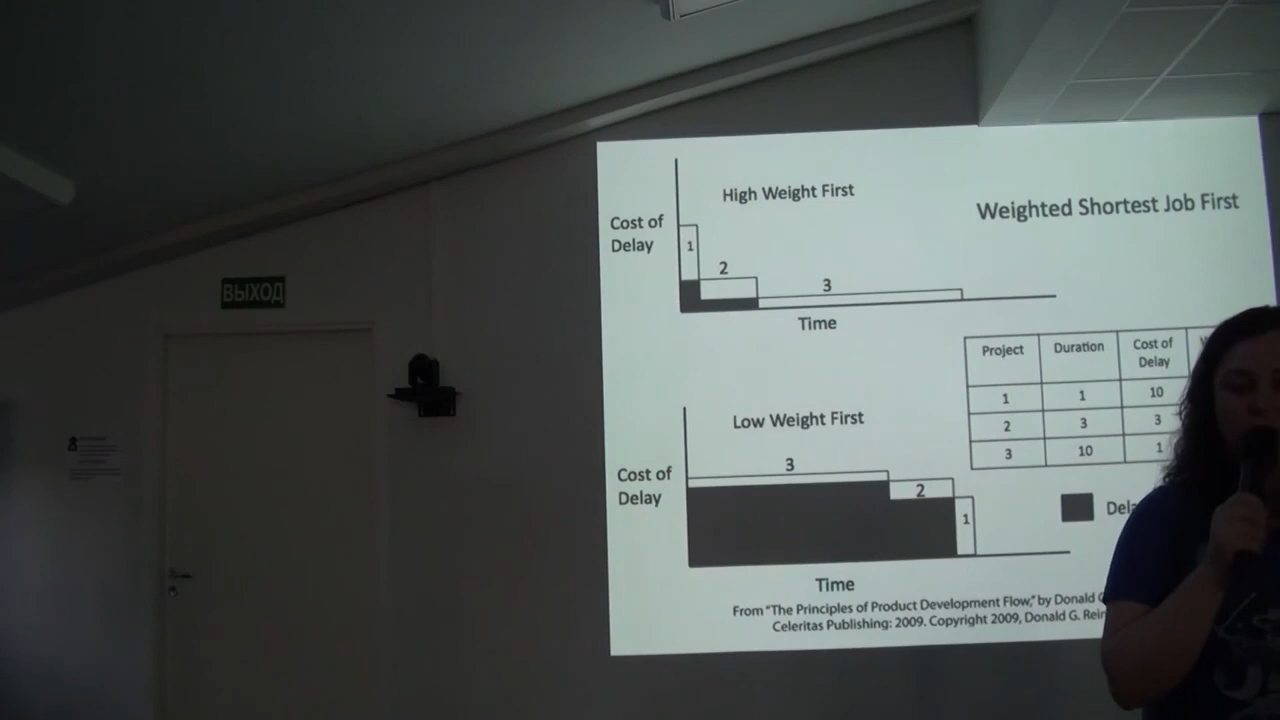 ВЫХОД
High Weight First
Weighted Shortest Job First
Cost of
Delay
1
2
3
Time
Project Duration Cost of
Delay
1 1 10
2 3 3
3 10 1
Low Weight First
Cost of
Delay
3
2
1
Time
From "The Principles of Product Development Flow," by Donald
Celeritas Publishing: 2009. Copyright 2009, Donald G.